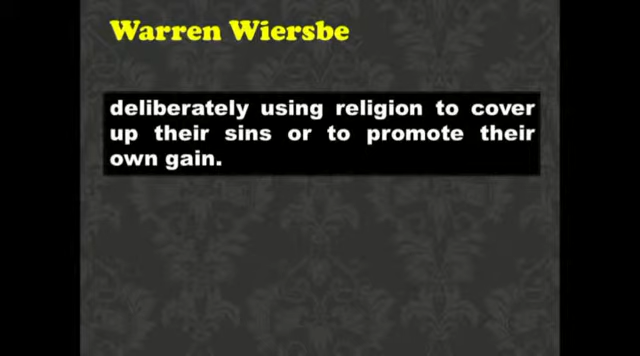 Warren Wiersbe
deliberately using religion to cover
up their sins or to promote their
own gain.